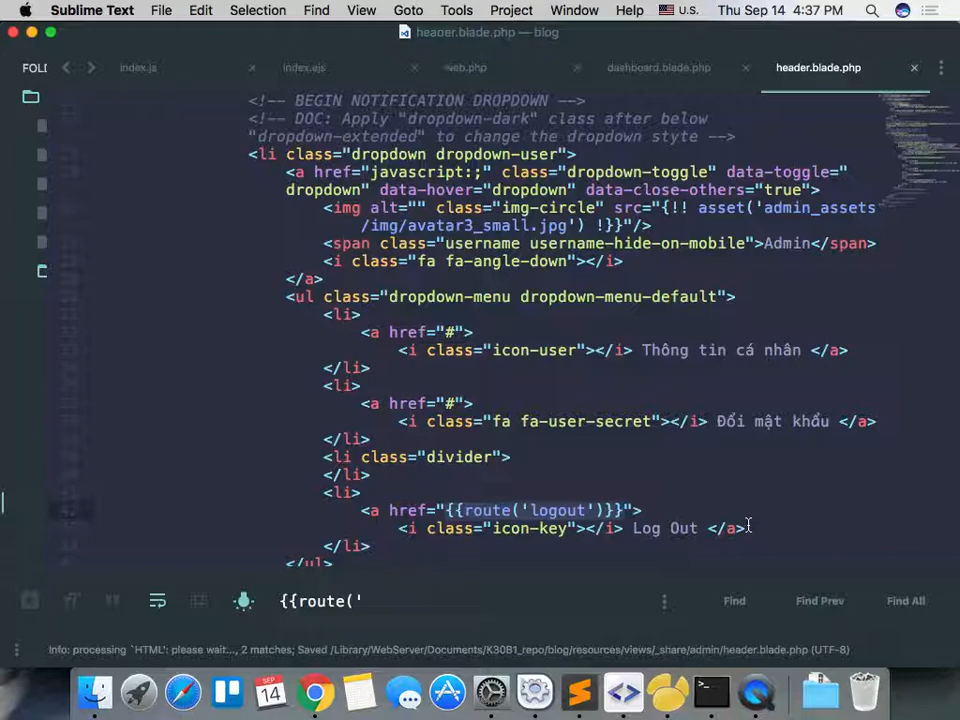 Sublime Text File Edit Selection Find View Goto Tools Project Window Help U.S. Thu Sep 14 4:37 PM
header.blade.php — blog
FOLD index.js × index.ejs × web.php × dashboard.blade.php × header.blade.php ×
<!-- BEGIN NOTIFICATION DROPDOWN -->
<!-- DOC: Apply "dropdown-dark" class after below
"dropdown-extended" to change the dropdown style -->
<li class="dropdown dropdown-user">
<a href="javascript:;" class="dropdown-toggle" data-toggle="
dropdown" data-hover="dropdown" data-close-others="true">
<img alt="" class="img-circle" src="{!! asset('admin_assets
/img/avatar3_small.jpg') !!}"/>
<span class="username username-hide-on-mobile">Admin</span>
<i class="fa fa-angle-down"></i>
</a>
<ul class="dropdown-menu dropdown-menu-default">
<li>
<a href="#">
<i class="icon-user"></i> Thông tin cá nhân </a>
</li>
<li>
<a href="#">
<i class="fa fa-user-secret"></i> Đổi mật khẩu </a>
</li>
<li class="divider">
</li>
<li>
<a href="{{route('logout')}}">
<i class="icon-key"></i> Log Out </a>
</li>
</ul>
{{route(' Find Find Prev Find All
Info: processing `HTML': please wait…, 2 matches; Saved /Library/WebServer/Documents/K30B1_repo/blog/resources/views/_share/admin/header.blade.php (UTF-8)
SEP
14